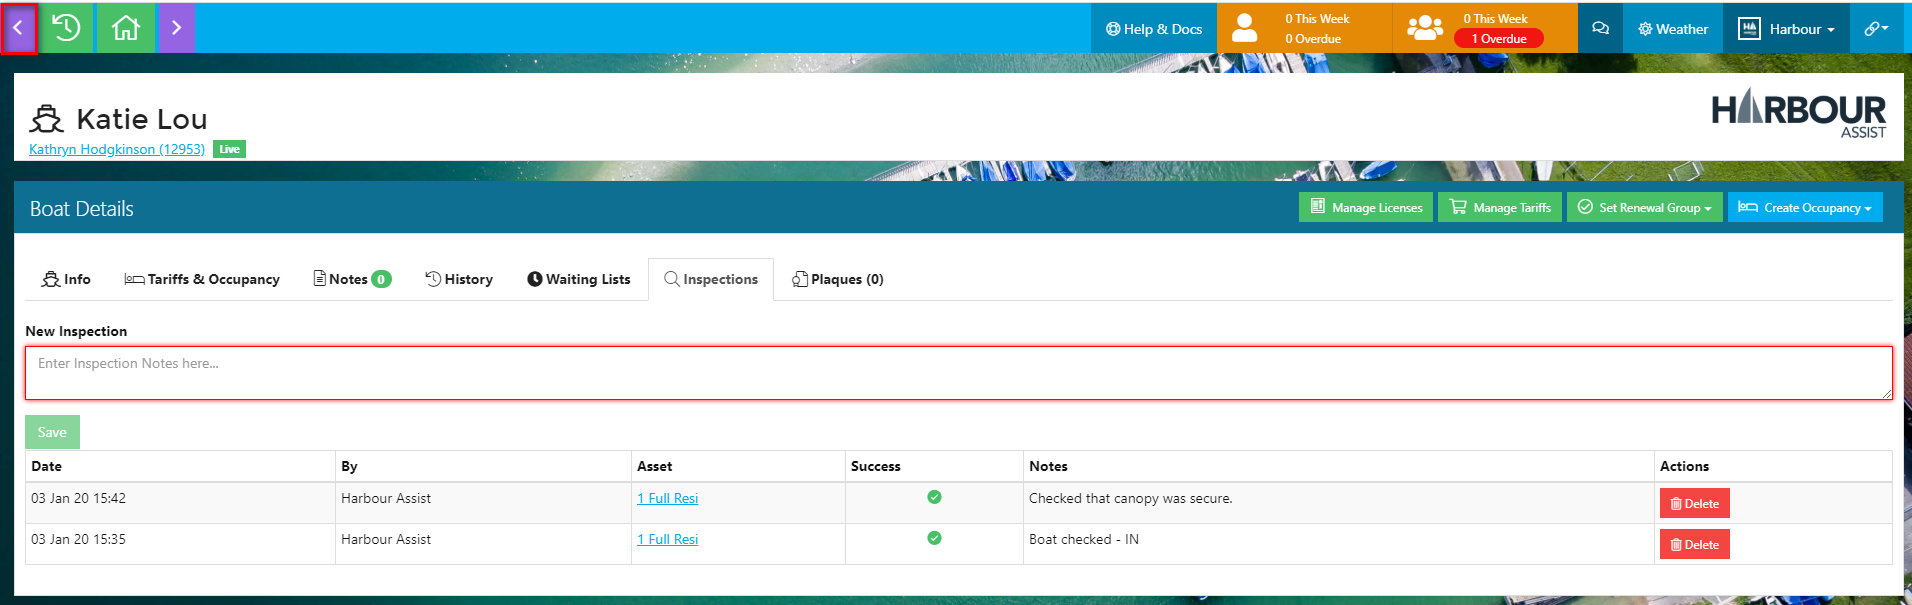 Help & Docs
0 This Week
0 Overdue
0 This Week
1 Overdue
Weather
Harbour
Katie Lou
HARBOUR
ASSIST
Kathryn Hodgkinson (12953) Live
Boat Details
Manage Licenses
Manage Tariffs
Set Renewal Group
Create Occupancy
Info
Tariffs & Occupancy
Notes 0
History
Waiting Lists
Inspections
Plaques (0)
New Inspection
Enter Inspection Notes here...
Save
Date By Asset Success Notes Actions
03 Jan 20 15:42 Harbour Assist 1 Full Resi Checked that canopy was secure. Delete
03 Jan 20 15:35 Harbour Assist 1 Full Resi Boat checked - IN Delete